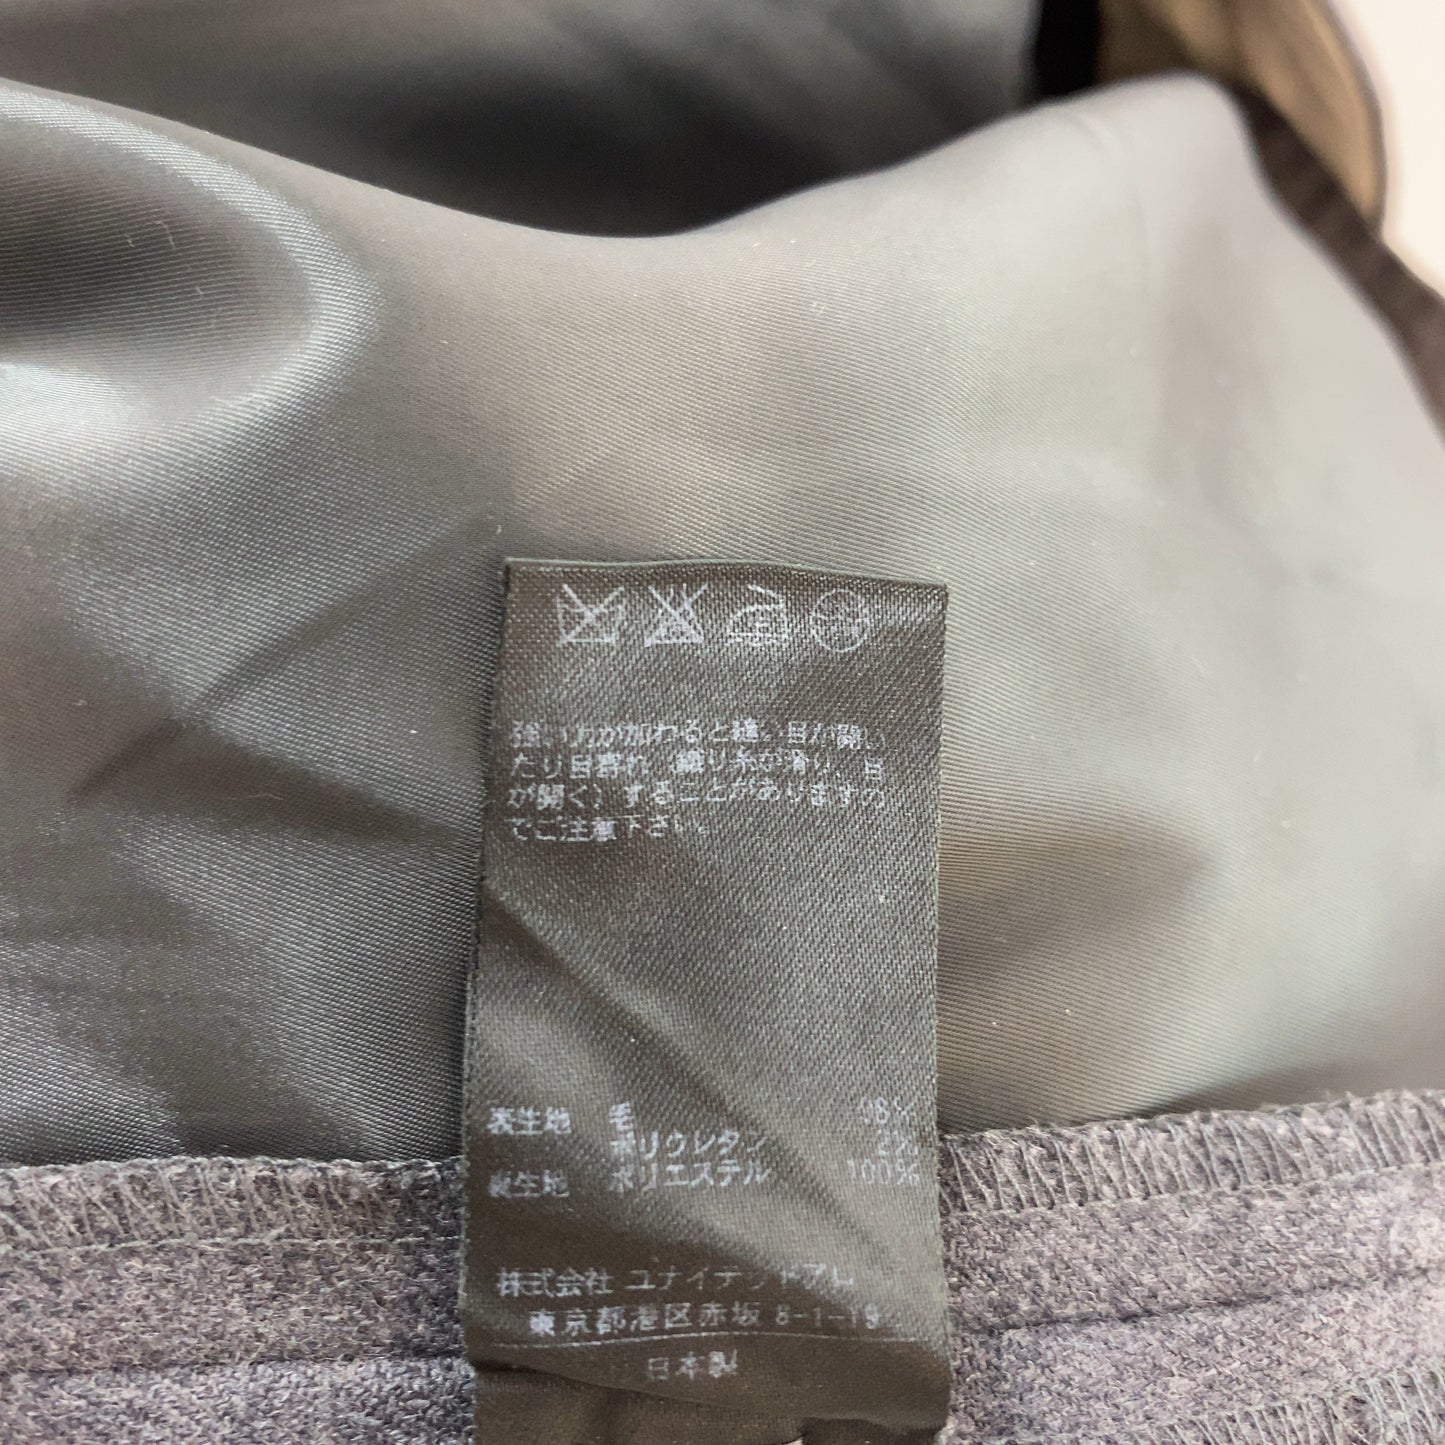 強い力が加わると縫い目が開い
たり目寄れ（織り糸が滑り、目
が開く）することがありますの
でご注意下さい。
表生地 毛 98%
ポリウレタン 2%
裏生地 ポリエステル 100%
株式会社 ユナイテッドアロ
東京都港区赤坂 8-1-19
日本製